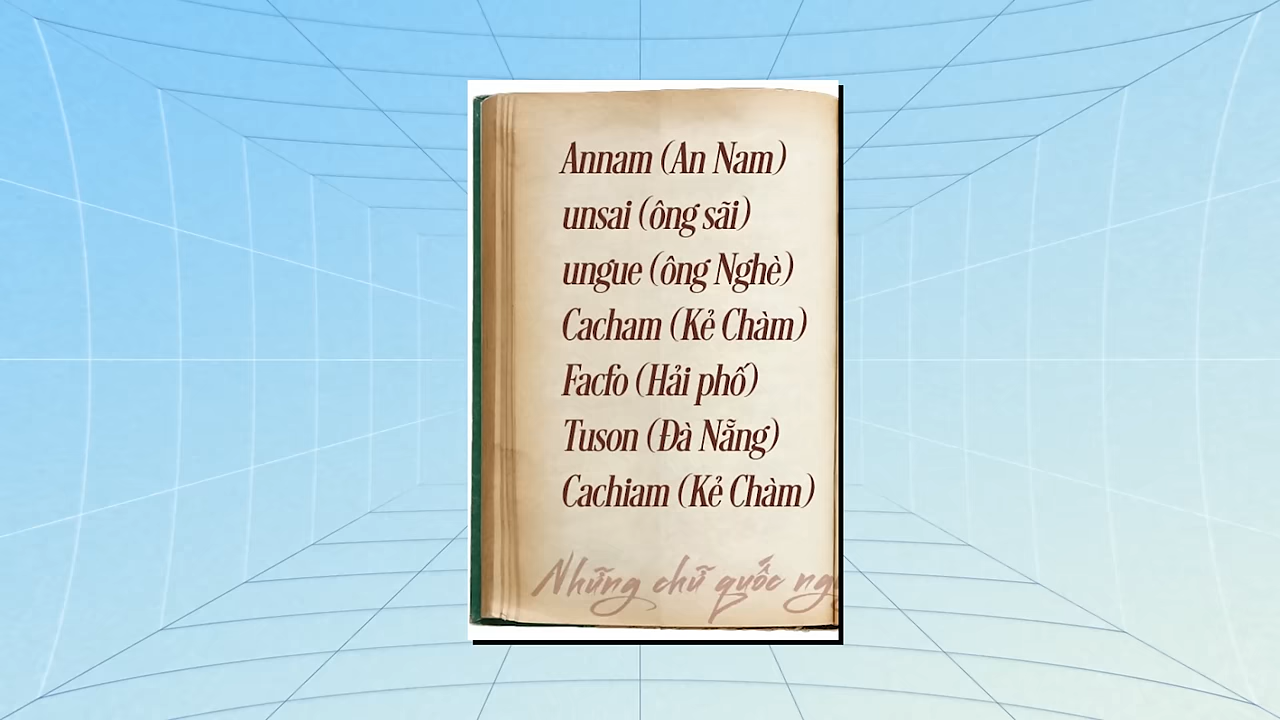 Annam (An Nam)
unsai (ông sãi)
ungue (ông Nghè)
Cacham (Kẻ Chàm)
Facfo (Hải phố)
Tuson (Đà Nẵng)
Cachiam (Kẻ Chàm)
Những chữ quốc